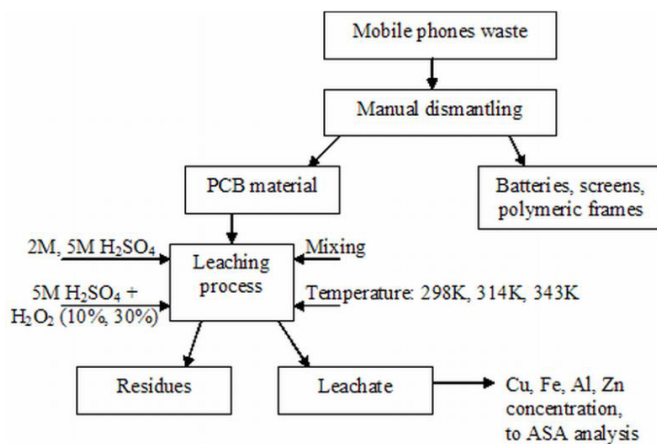 Mobile phones waste
Manual dismantling
PCB material
Batteries, screens,
polymeric frames
2M, 5M H₂SO₄
Leaching
process
Mixing
5M H₂SO₄ +
H₂O₂ (10%, 30%)
Temperature: 298K, 314K, 343K
Residues
Leachate
Cu, Fe, Al, Zn
concentration,
to ASA analysis